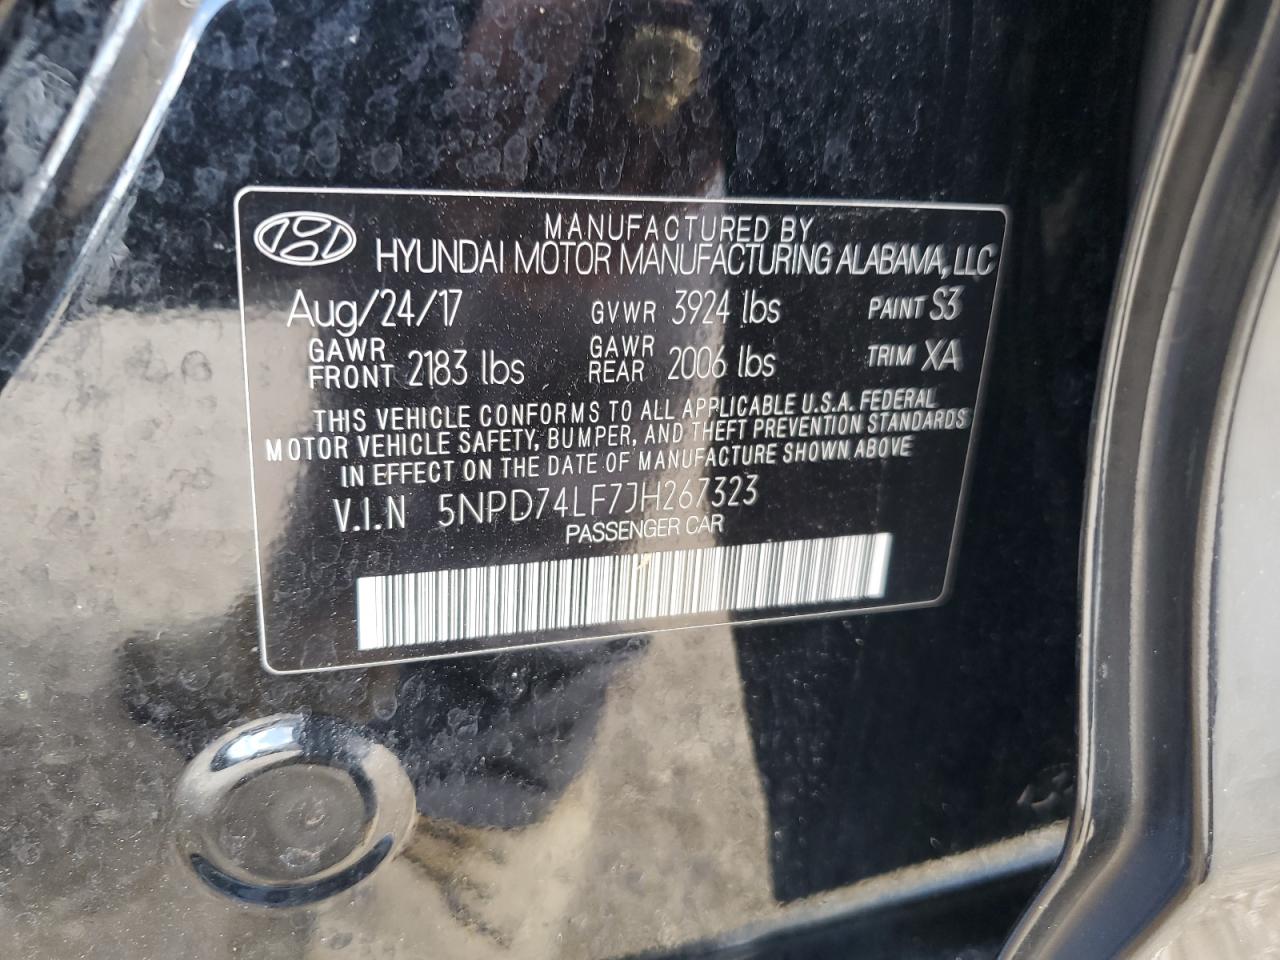 MANUFACTURED BY
HYUNDAI MOTOR MANUFACTURING ALABAMA, LLC
Aug/24/17 GVWR 3924 lbs PAINT S3
GAWR FRONT 2183 lbs GAWR REAR 2006 lbs TRIM XA
THIS VEHICLE CONFORMS TO ALL APPLICABLE U.S.A. FEDERAL
MOTOR VEHICLE SAFETY, BUMPER, AND THEFT PREVENTION STANDARDS
IN EFFECT ON THE DATE OF MANUFACTURE SHOWN ABOVE
V.I.N 5NPD74LF7JH267323
PASSENGER CAR